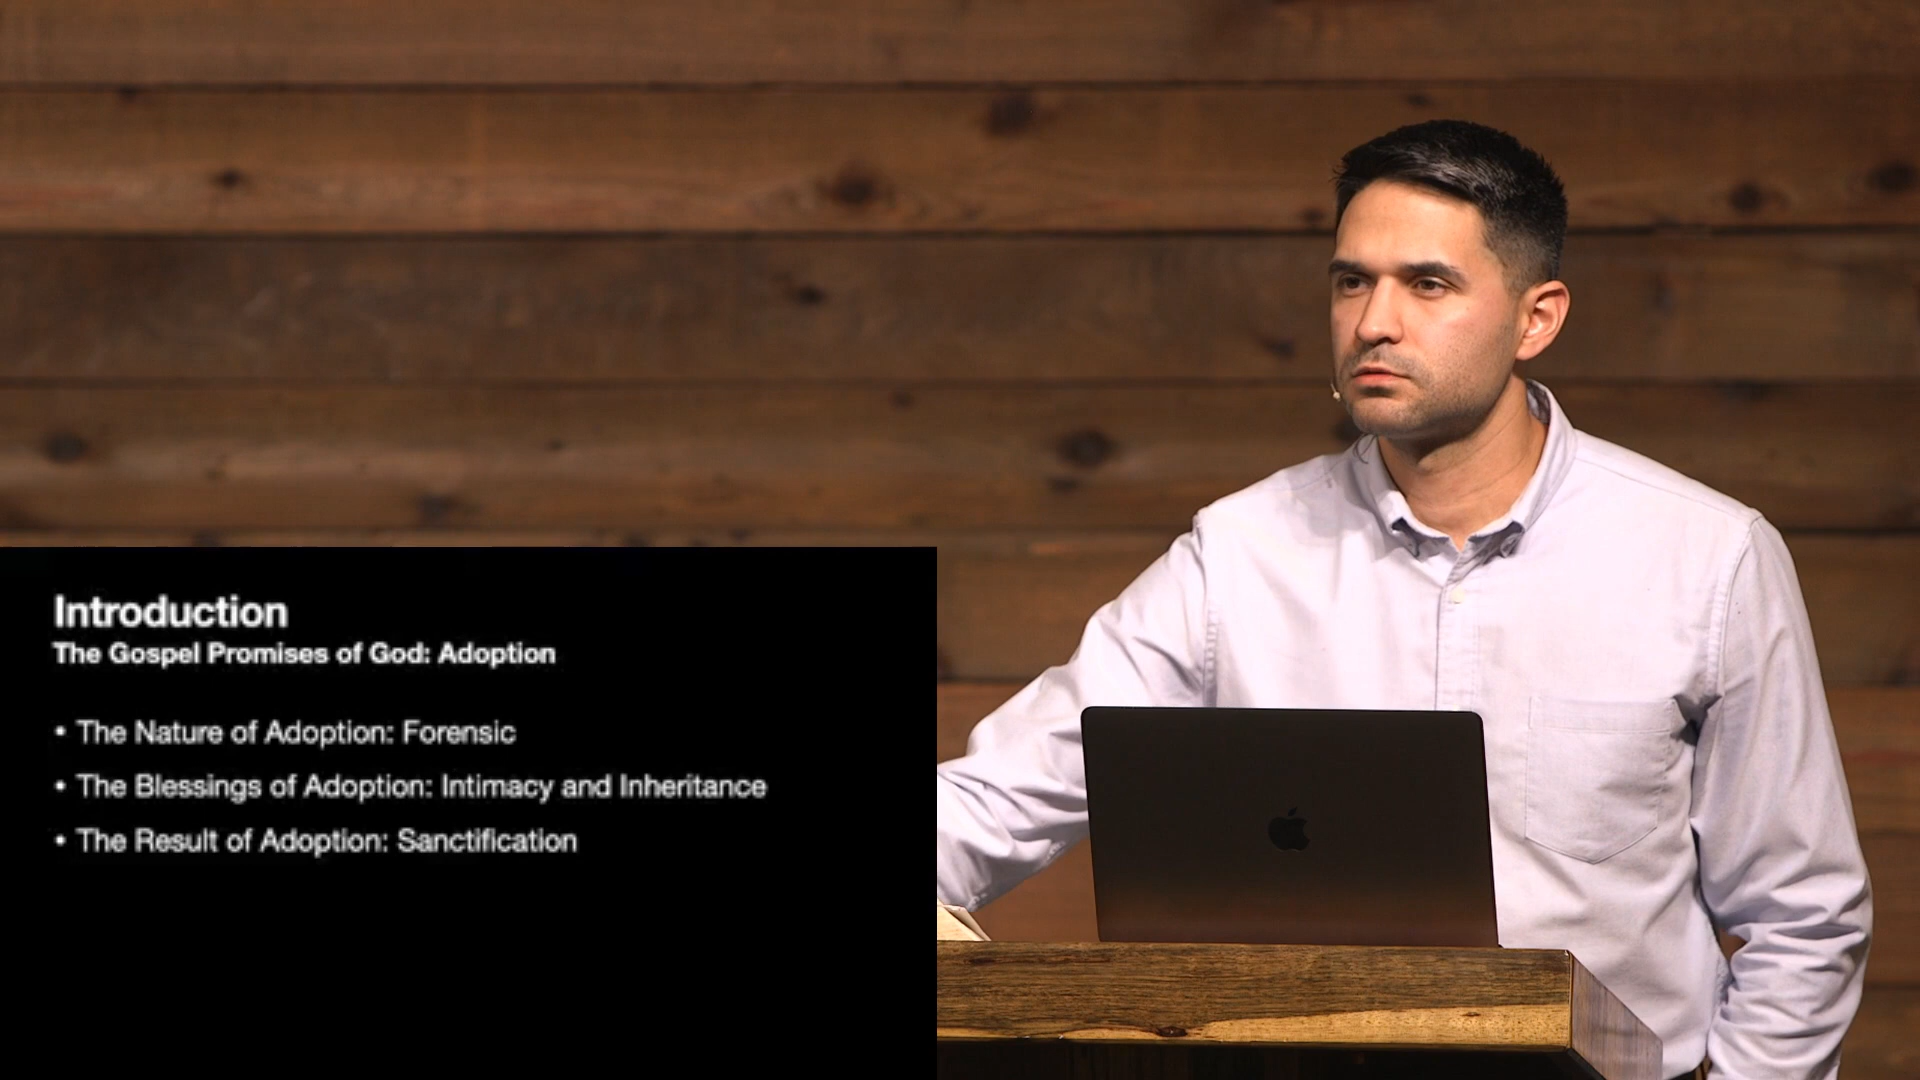 Introduction
The Gospel Promises of God: Adoption
• The Nature of Adoption: Forensic
• The Blessings of Adoption: Intimacy and Inheritance
• The Result of Adoption: Sanctification